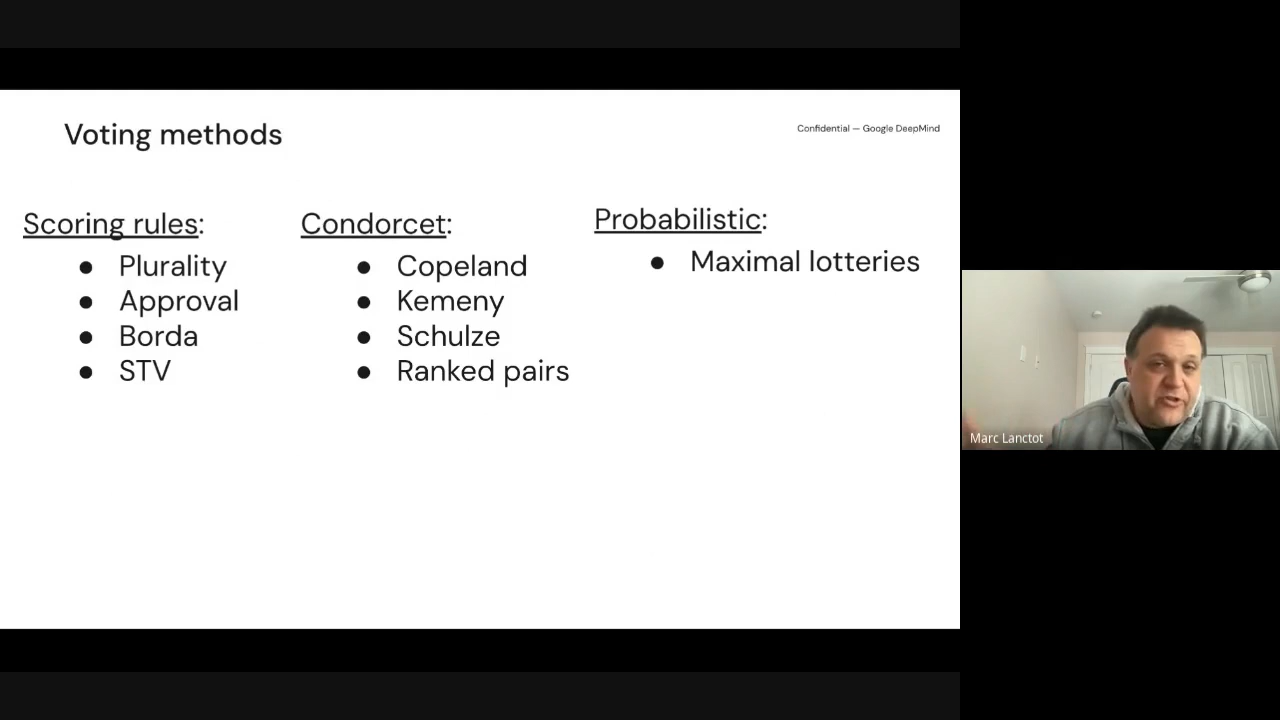 Voting methods
Confidential — Google DeepMind
Scoring rules:
● Plurality
● Approval
● Borda
● STV
Condorcet:
● Copeland
● Kemeny
● Schulze
● Ranked pairs
Probabilistic:
● Maximal lotteries
Marc Lanctot